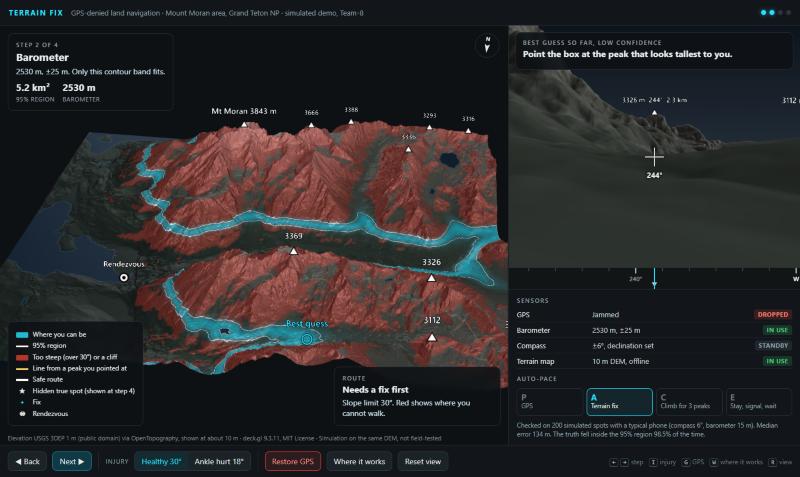 TERRAIN FIX GPS-denied land navigation · Mount Moran area, Grand Teton NP · simulated demo, Team-8
STEP 2 OF 4
Barometer
2530 m, ±25 m. Only this contour band fits.
5.2 km² 2530 m
95% REGION BAROMETER
N
Mt Moran 3843 m
3666
3388
3293
3316
3336
3369
3326
3112
Rendezvous
Best guess
Where you can be
95% region
Too steep (over 30°) or a cliff
Line from a peak you pointed at
Safe route
Hidden true spot (shown at step 4)
Fix
Rendezvous
ROUTE
Needs a fix first
Slope limit 30°. Red shows where you
cannot walk.
Elevation USGS 3DEP 1 m (public domain) via OpenTopography, shown at about 10 m · deck.gl 9.3.11, MIT License · Simulation on the same DEM, not field-tested
BEST GUESS SO FAR, LOW CONFIDENCE
Point the box at the peak that looks tallest to you.
3326 m 244° 2.3 km
3112 m
244°
240°
W
SENSORS
GPS Jammed DROPPED
Barometer 2530 m, ±25 m IN USE
Compass ±6°, declination set STANDBY
Terrain map 10 m DEM, offline IN USE
AUTO-PACE
P
GPS
A
Terrain fix
C
Climb for 3 peaks
E
Stay, signal, wait
Checked on 200 simulated spots with a typical phone (compass 6°, barometer 15 m). Median
error 134 m. The truth fell inside the 95% region 98.5% of the time.
◀ Back Next ▶ INJURY Healthy 30° Ankle hurt 18° Restore GPS Where it works Reset view
← → step I injury G GPS W where it works R view